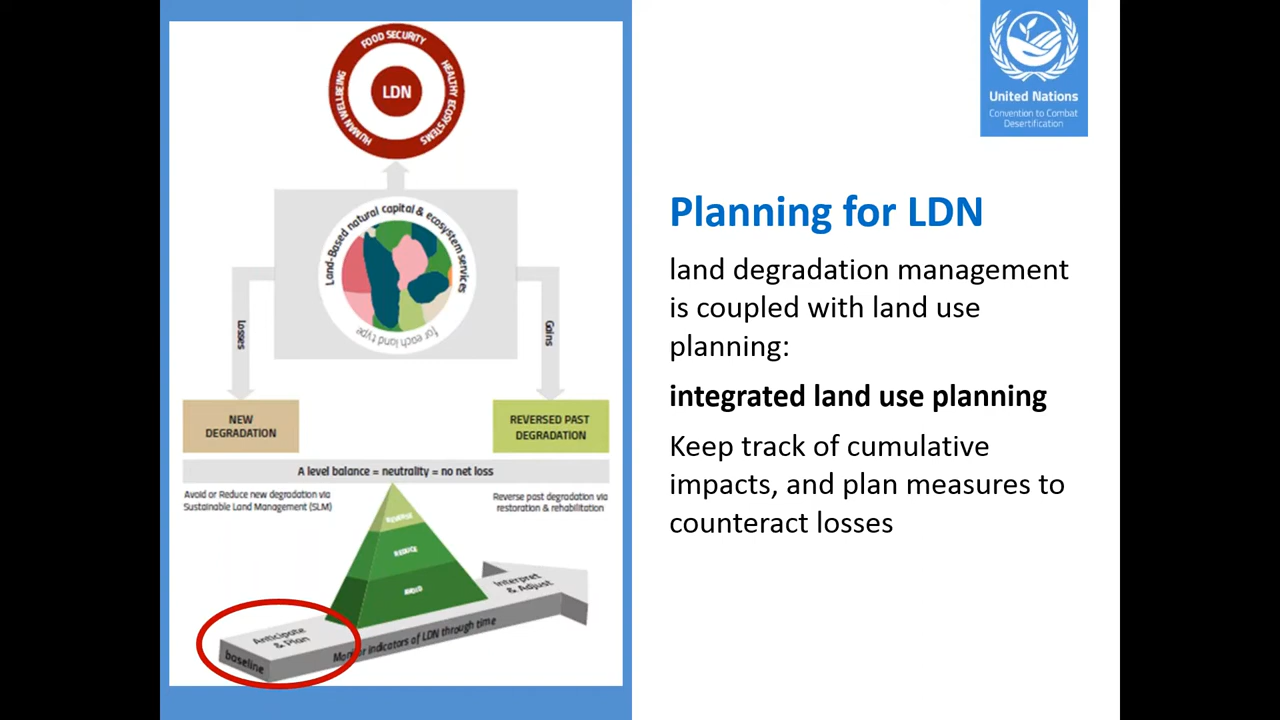 FOOD SECURITY
HUMAN WELLBEING
HEALTHY ECOSYSTEMS
LDN
Land-Based natural capital & ecosystem services
for each land type
Losses
Gains
NEW
DEGRADATION
REVERSED PAST
DEGRADATION
A level balance = neutrality = no net loss
Avoid or Reduce new degradation via
Sustainable Land Management (SLM)
Reverse past degradation via
restoration & rehabilitation
REVERSE
REDUCE
AVOID
Interpret
& Adjust
Anticipate
& Plan
baseline
Monitor indicators of LDN through time
United Nations
Convention to Combat
Desertification
Planning for LDN
land degradation management
is coupled with land use
planning:
integrated land use planning
Keep track of cumulative
impacts, and plan measures to
counteract losses